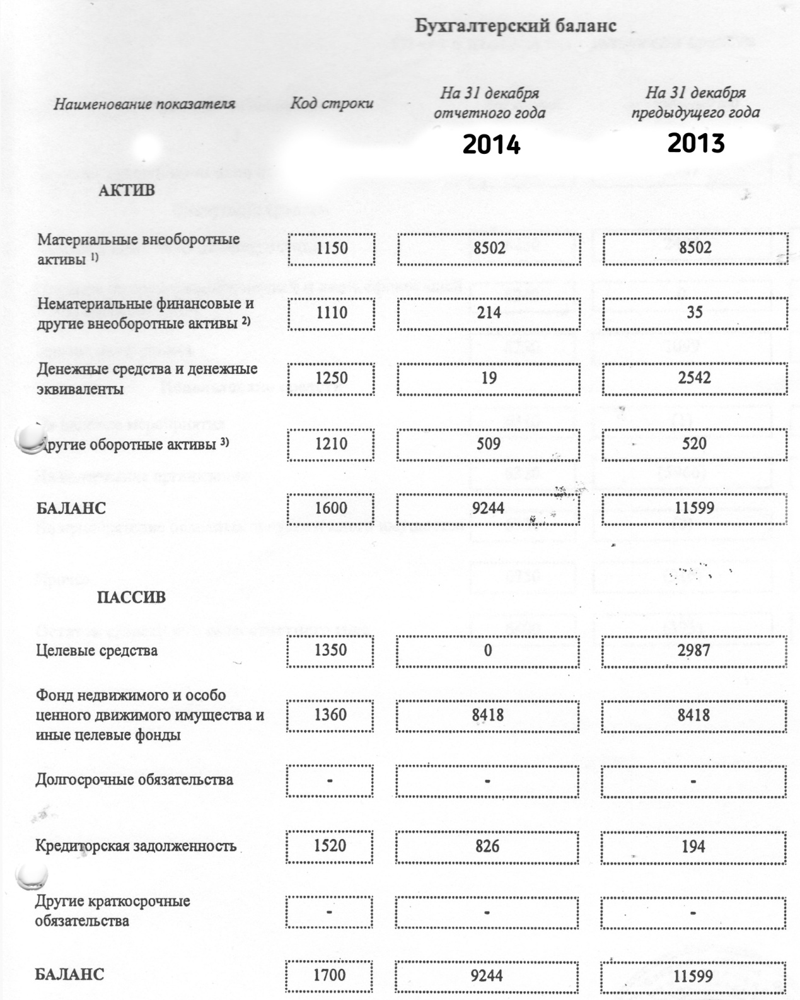 Бухгалтерский баланс
Наименование показателя Код строки На 31 декабря отчетного года На 31 декабря предыдущего года
2014 2013
АКТИВ
Материальные внеоборотные
активы 1) 1150 8502 8502
Нематериальные финансовые и
другие внеоборотные активы 2) 1110 214 35
Денежные средства и денежные
эквиваленты 1250 19 2542
другие оборотные активы 3) 1210 509 520
БАЛАНС 1600 9244 11599
ПАССИВ
Целевые средства 1350 0 2987
Фонд недвижимого и особо
ценного движимого имущества и 1360 8418 8418
иные целевые фонды
Долгосрочные обязательства - - -
Кредиторская задолженность 1520 826 194
Другие краткосрочные
обязательства - - -
БАЛАНС 1700 9244 11599